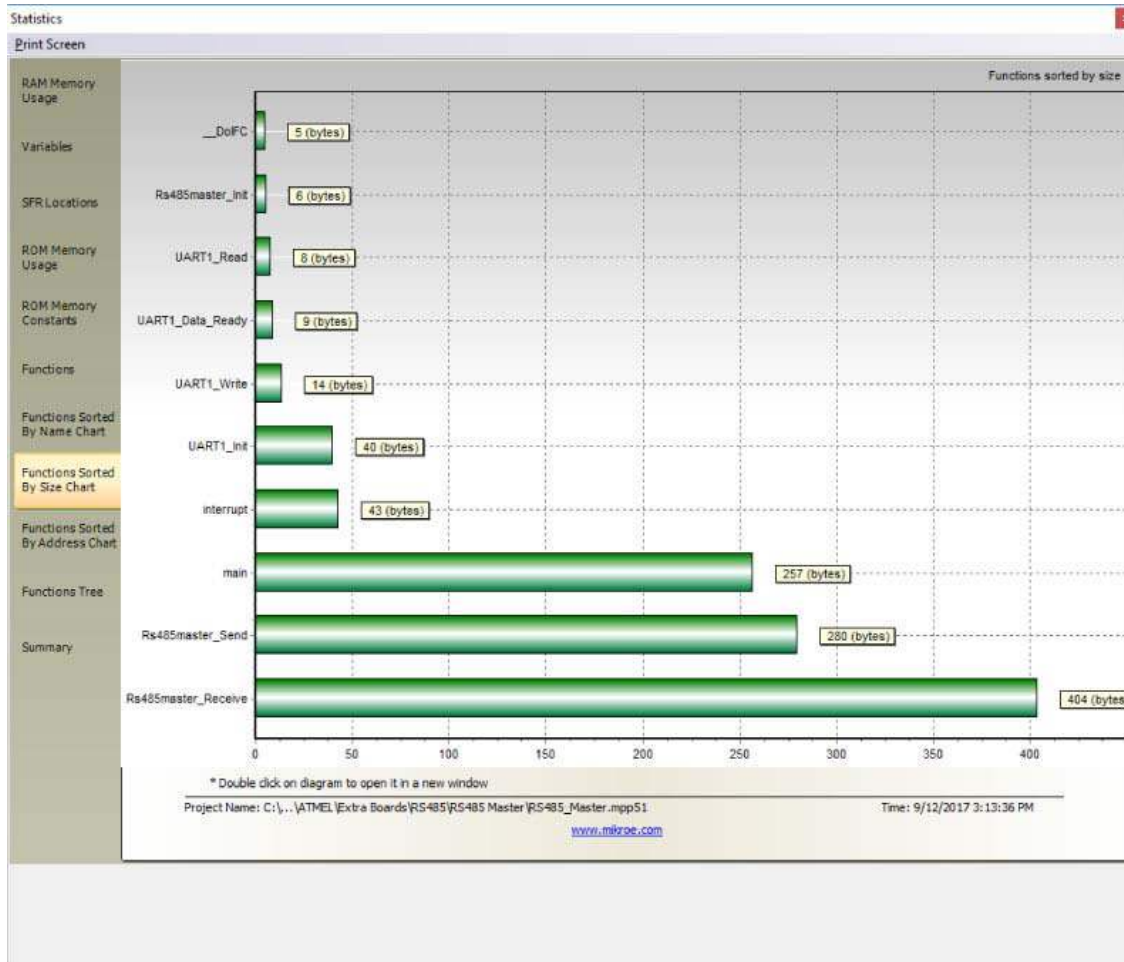 Statistics
Print Screen
RAM Memory
Usage
Variables
SFR Locations
ROM Memory
Usage
ROM Memory
Constants
Functions
Functions Sorted
By Name Chart
Functions Sorted
By Size Chart
Functions Sorted
By Address Chart
Functions Tree
Summary
Functions sorted by size
__DoIFC
5 (bytes)
Rs485master_Init
6 (bytes)
UART1_Read
8 (bytes)
UART1_Data_Ready
9 (bytes)
UART1_Write
14 (bytes)
UART1_Init
40 (bytes)
interrupt
43 (bytes)
main
257 (bytes)
Rs485master_Send
280 (bytes)
Rs485master_Receive
404 (bytes
0 50 100 150 200 250 300 350 400
* Double click on diagram to open it in a new window
Project Name: C:\...\ATMEL\Extra Boards\RS485\RS485 Master\RS485_Master.mpp51 Time: 9/12/2017 3:13:36 PM
www.mikroe.com